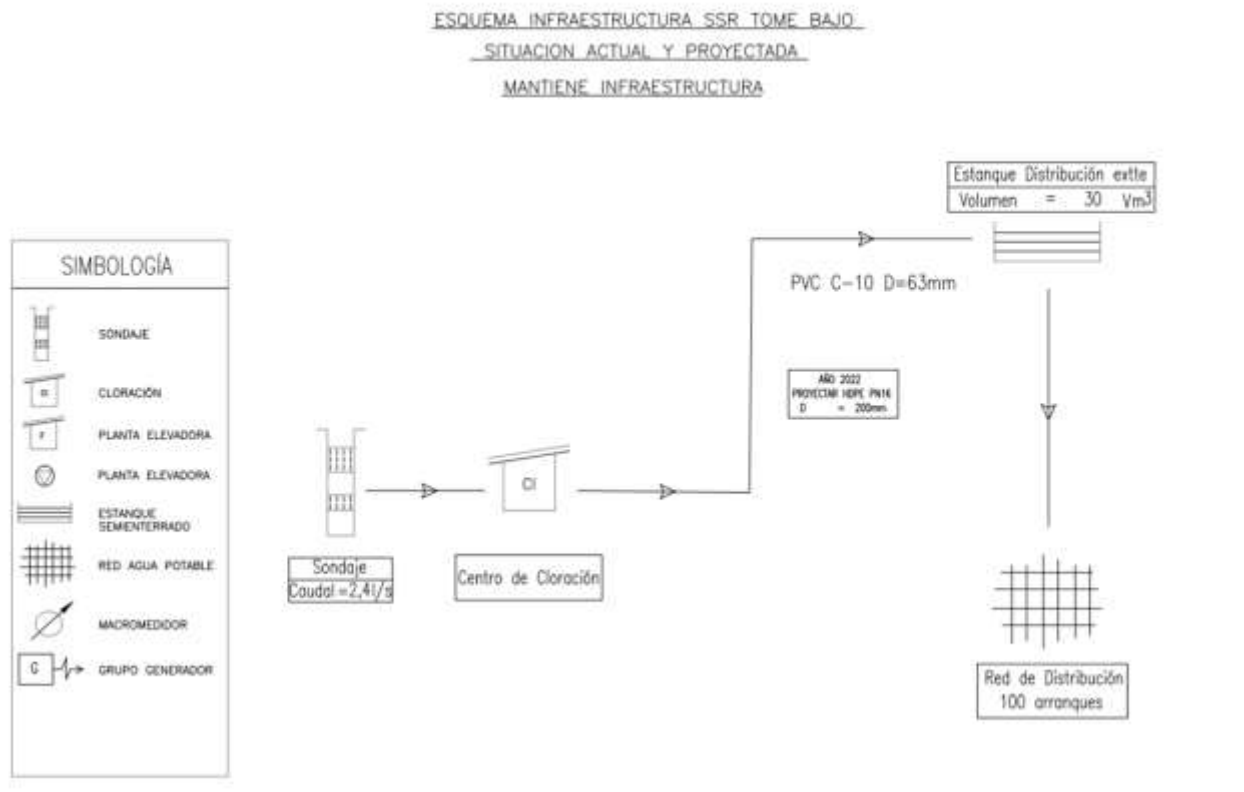 ESQUEMA INFRAESTRUCTURA SSR TOME BAJO
SITUACION ACTUAL Y PROYECTADA
MANTIENE INFRAESTRUCTURA
Estanque Distribución extte
Volumen = 30 Vm3
PVC C-10 D=63mm
AÑO 2022
PROYECTAR HDPE PN16
D = 200mm
SIMBOLOGÍA
SONDAJE
CLORACIÓN
P
PLANTA ELEVADORA
PLANTA ELEVADORA
ESTANQUE
SEMIENTERRADO
RED AGUA POTABLE
MACROMEDIDOR
G
GRUPO GENERADOR
Cl
Sondaje
Caudal =2,4l/s
Centro de Cloración
Red de Distribución
100 arranques